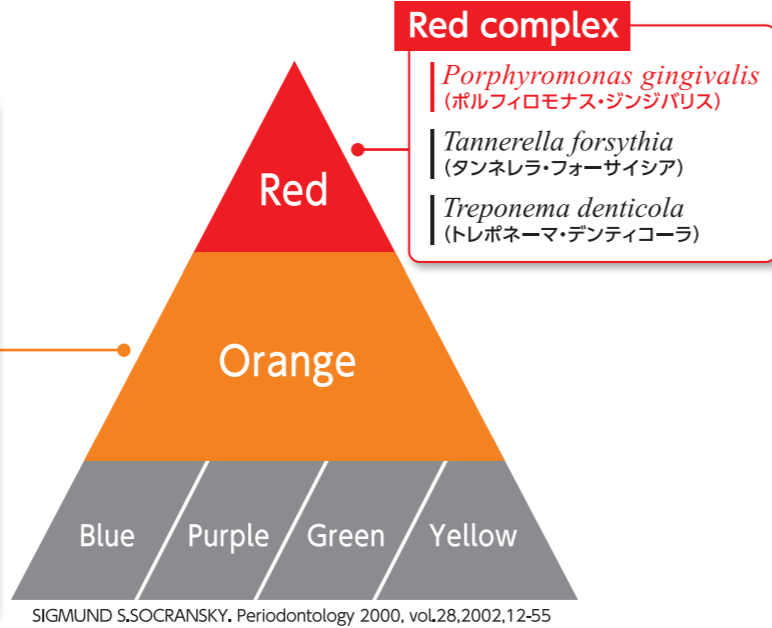 Red complex
Porphyromonas gingivalis
(ポルフィロモナス・ジンジバリス)
Tannerella forsythia
(タンネレラ・フォーサイシア)
Treponema denticola
(トレポネーマ・デンティコーラ)
Red
Orange
Blue Purple Green Yellow
SIGMUND S.SOCRANSKY. Periodontology 2000, vol.28,2002,12-55